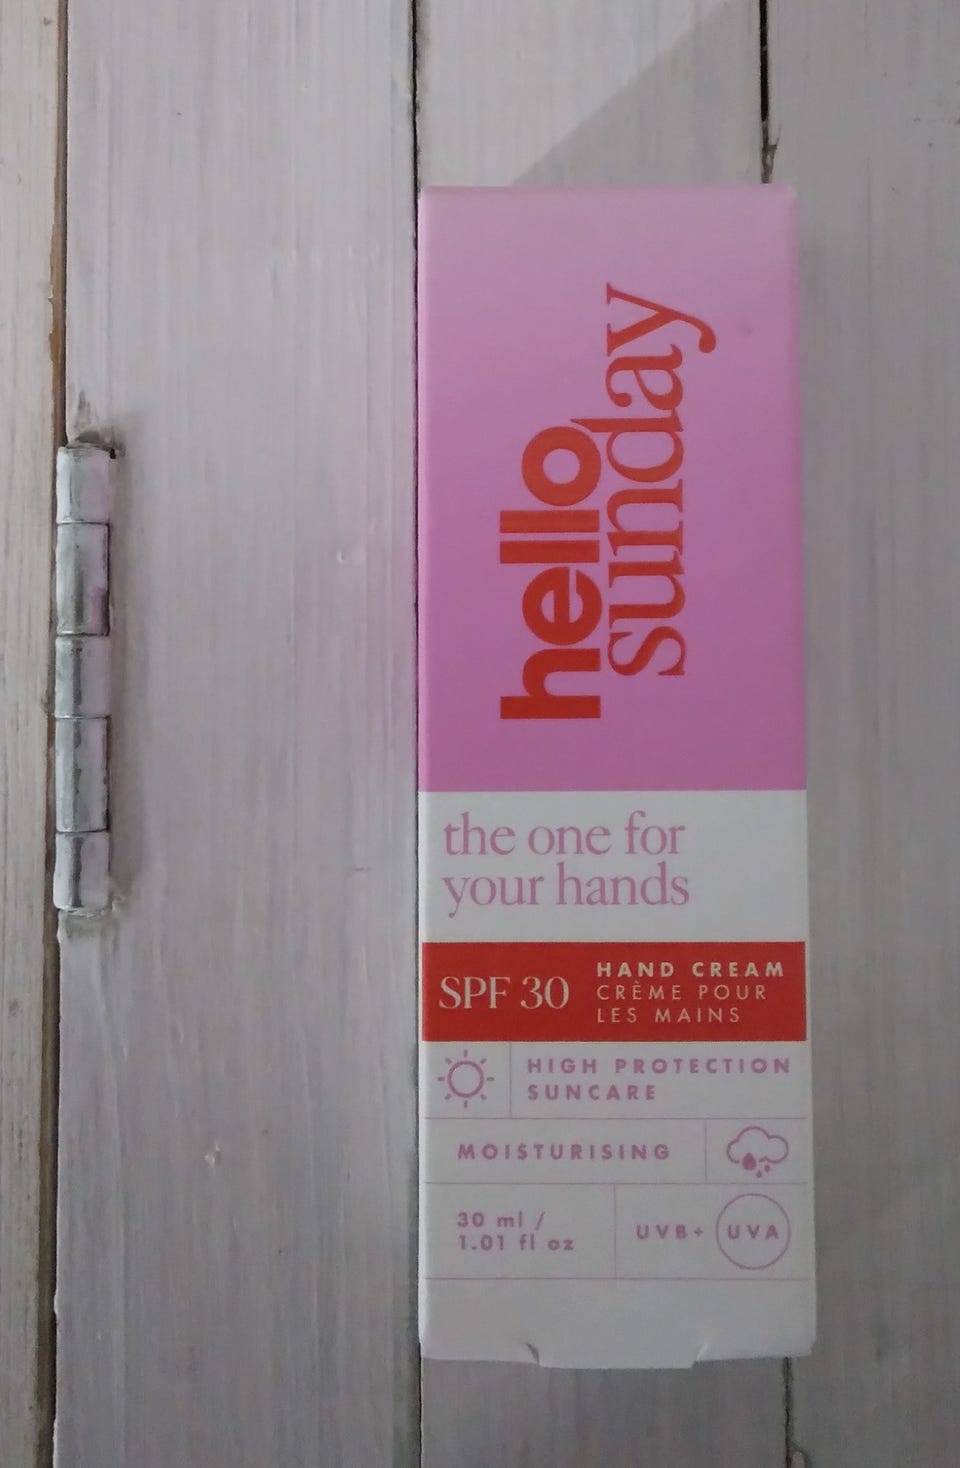 hello
sunday
the one for
your hands
SPF 30
HAND CREAM
CRÈME POUR
LES MAINS
HIGH PROTECTION
SUNCARE
MOISTURISING
30 ml /
1.01 fl oz
UVB+ UVA